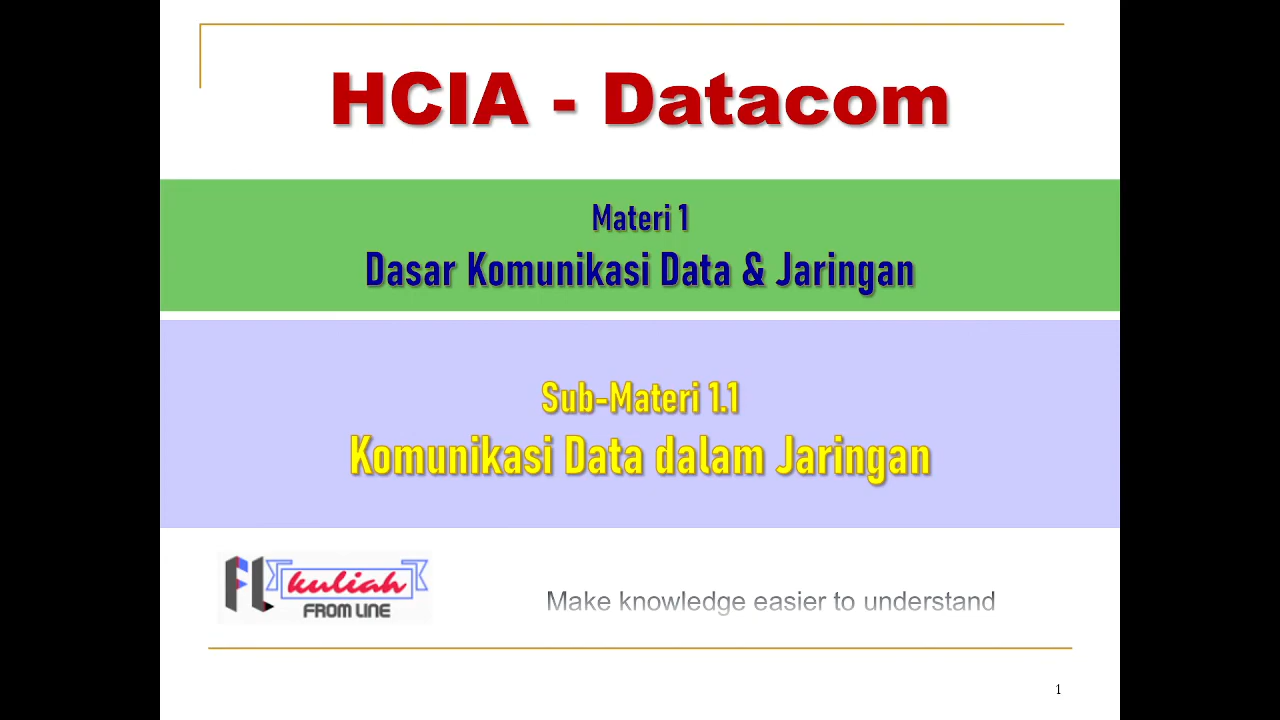 HCIA - Datacom
Materi 1
Dasar Komunikasi Data & Jaringan
Sub-Materi 1.1
Komunikasi Data dalam Jaringan
FL kuliah
FROM LINE
Make knowledge easier to understand
1